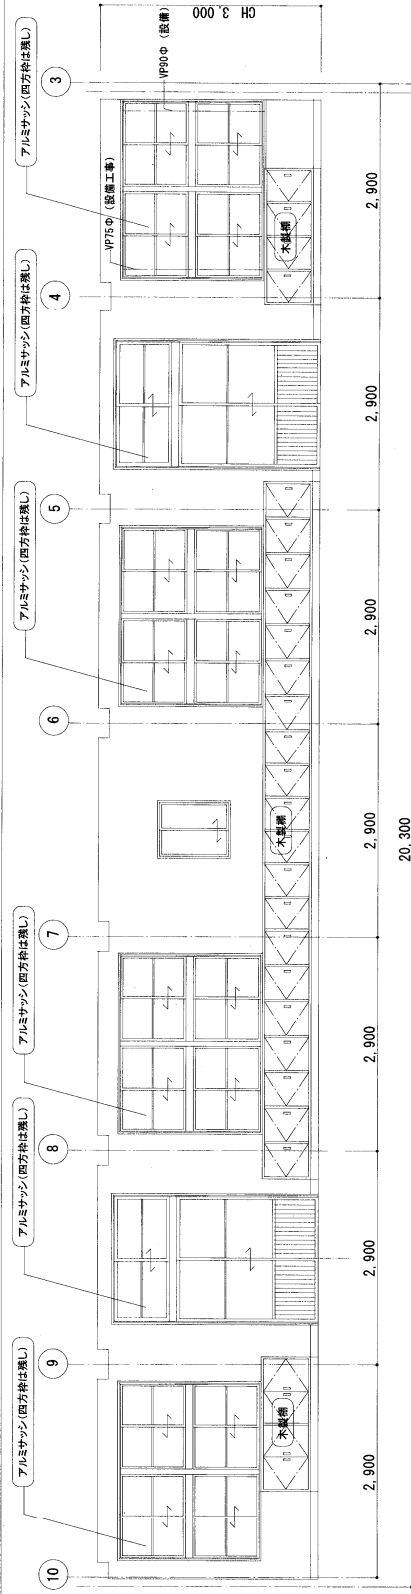 アルミサッシ(四方枠は残し)
アルミサッシ(四方枠は残し)
アルミサッシ(四方枠は残し)
アルミサッシ(四方枠は残し)
アルミサッシ(四方枠は残し)
アルミサッシ(四方枠は残し)
10
9
8
7
6
5
4
3
VP75Φ (設備工事)
VP90Φ (設備)
CH 3,000
木製棚
木製棚
木製棚
2,900
2,900
2,900
2,900
2,900
2,900
2,900
20,300